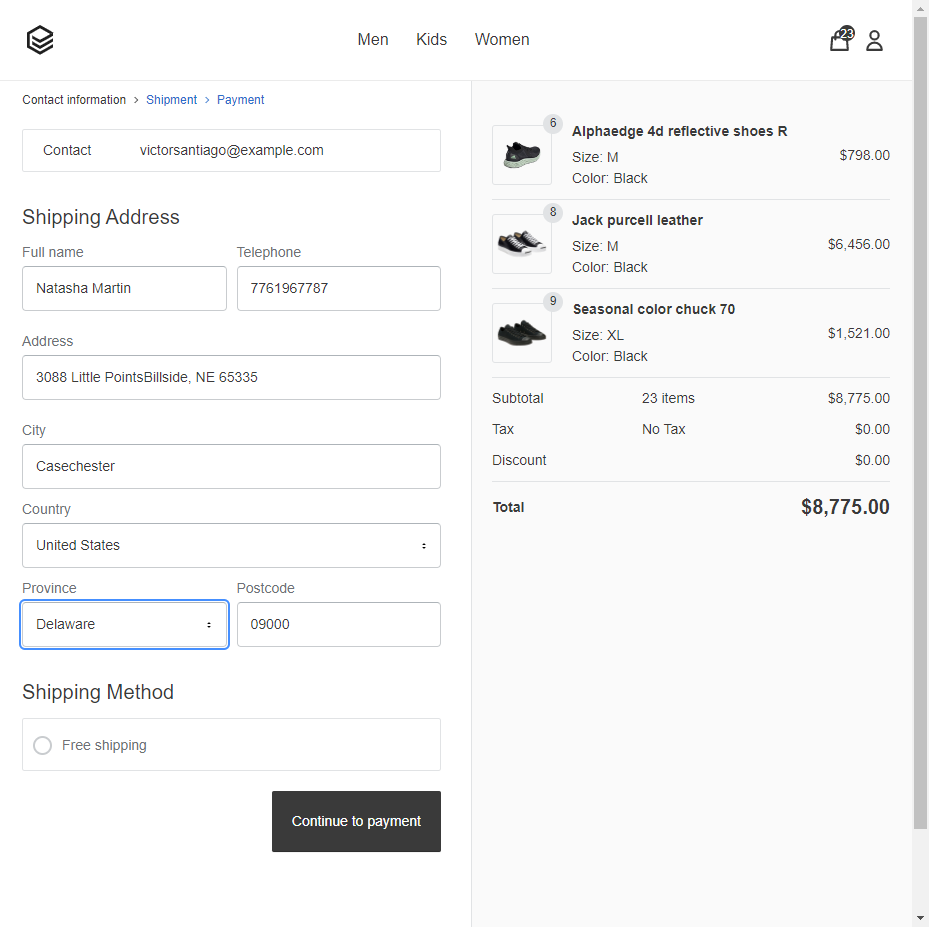 Men Kids Women 23
Contact information > Shipment > Payment
Contact victorsantiago@example.com
Shipping Address
Full name Telephone
Natasha Martin 7761967787
Address
3088 Little PointsBillside, NE 65335
City
Casechester
Country
United States
Province Postcode
Delaware 09000
Shipping Method
Free shipping
Continue to payment
6 Alphaedge 4d reflective shoes R
Size: M
Color: Black
$798.00
8 Jack purcell leather
Size: M
Color: Black
$6,456.00
9 Seasonal color chuck 70
Size: XL
Color: Black
$1,521.00
Subtotal 23 items $8,775.00
Tax No Tax $0.00
Discount $0.00
Total $8,775.00